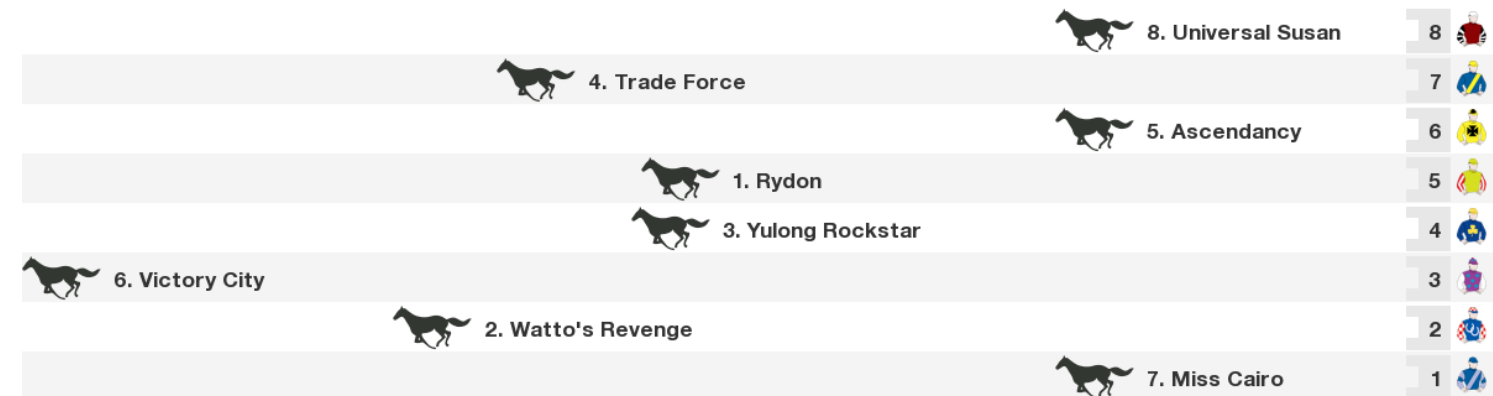 8. Universal Susan 8
4. Trade Force 7
5. Ascendancy 6
1. Rydon 5
3. Yulong Rockstar 4
6. Victory City 3
2. Watto's Revenge 2
7. Miss Cairo 1